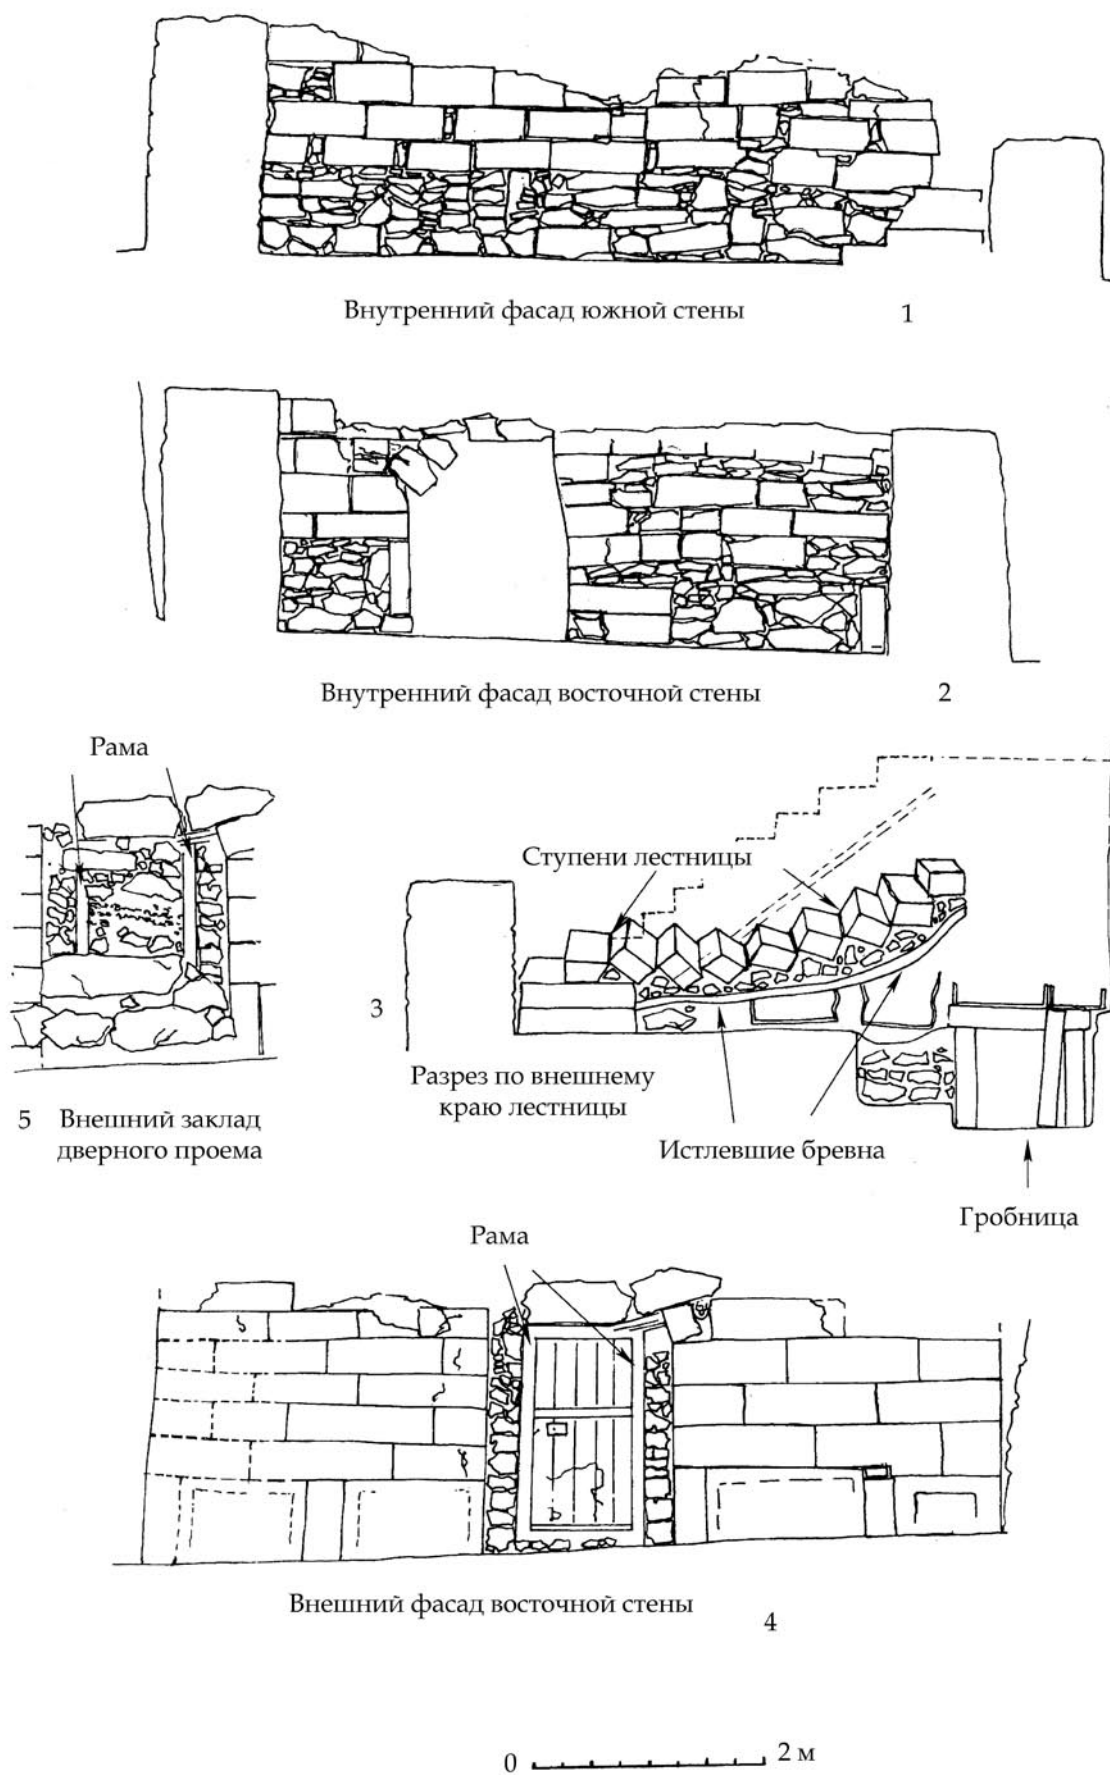 Внутренний фасад южной стены
1
Внутренний фасад восточной стены
2
Рама
Ступени лестницы
3
Разрез по внешнему
краю лестницы
5 Внешний заклад
дверного проема
Истлевшие бревна
Гробница
Рама
Внешний фасад восточной стены
4
0
2 м